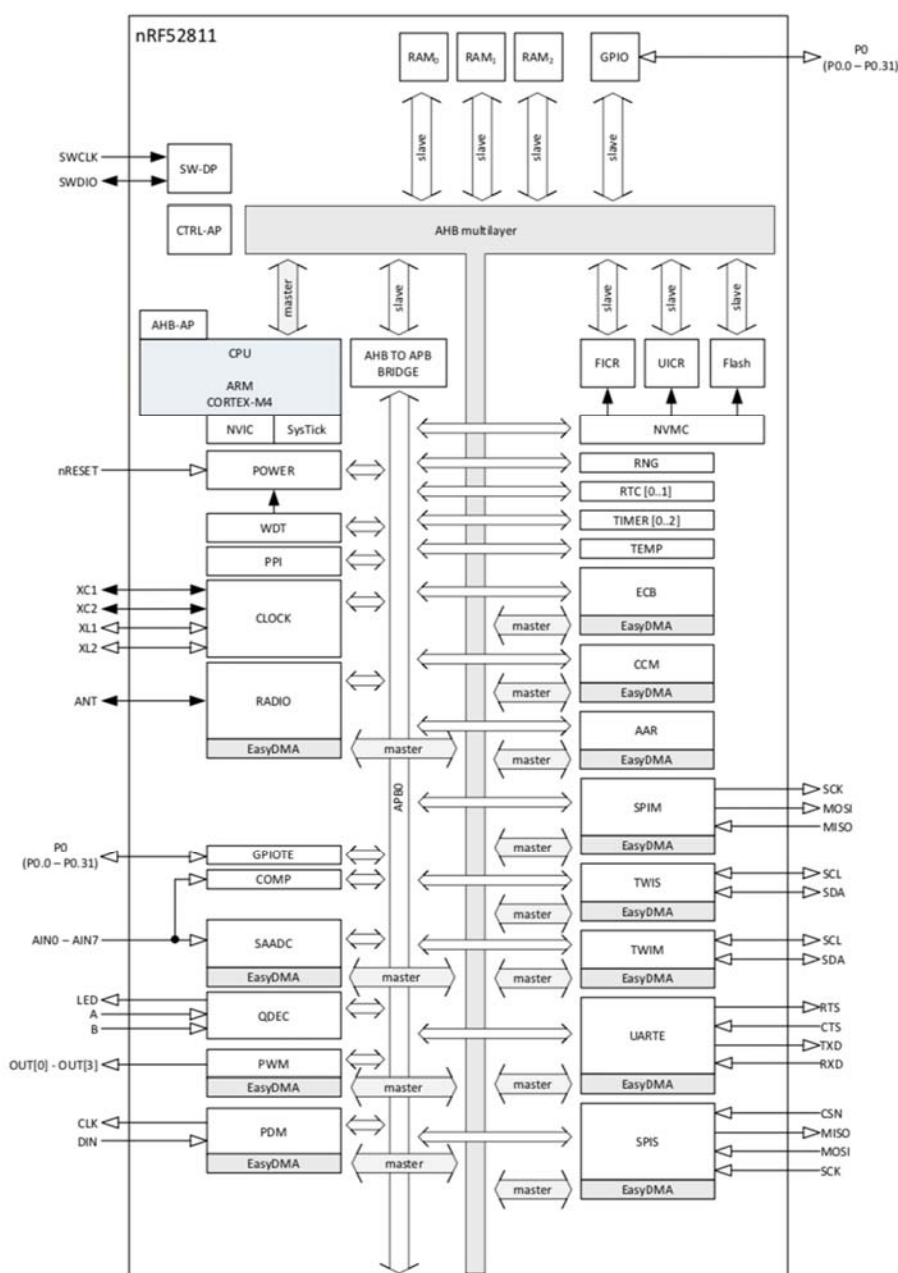 nRF52811
RAM0 RAM1 RAM2 GPIO
P0
(P0.0 – P0.31)
slave slave slave slave
SWCLK
SWDIO
SW-DP
CTRL-AP
AHB multilayer
master slave slave slave slave
AHB-AP
CPU
ARM
CORTEX-M4
NVIC SysTick
AHB TO APB
BRIDGE
FICR UICR Flash
NVMC
nRESET
POWER
RNG
RTC [0..1]
WDT
TIMER [0..2]
PPI
TEMP
XC1
XC2
XL1
XL2
CLOCK
ECB
master EasyDMA
CCM
master EasyDMA
ANT
RADIO
EasyDMA master
AAR
master EasyDMA
APB0
SPIM
master EasyDMA
SCK
MOSI
MISO
P0
(P0.0 – P0.31)
GPIOTE
COMP
TWIS
master EasyDMA
SCL
SDA
AIN0 – AIN7
SAADC
EasyDMA master
TWIM
master EasyDMA
SCL
SDA
LED
A
B
QDEC
UARTE
master EasyDMA
RTS
CTS
TXD
RXD
OUT[0] - OUT[3]
PWM
EasyDMA master
CLK
DIN
PDM
EasyDMA master
SPIS
master EasyDMA
CSN
MISO
MOSI
SCK